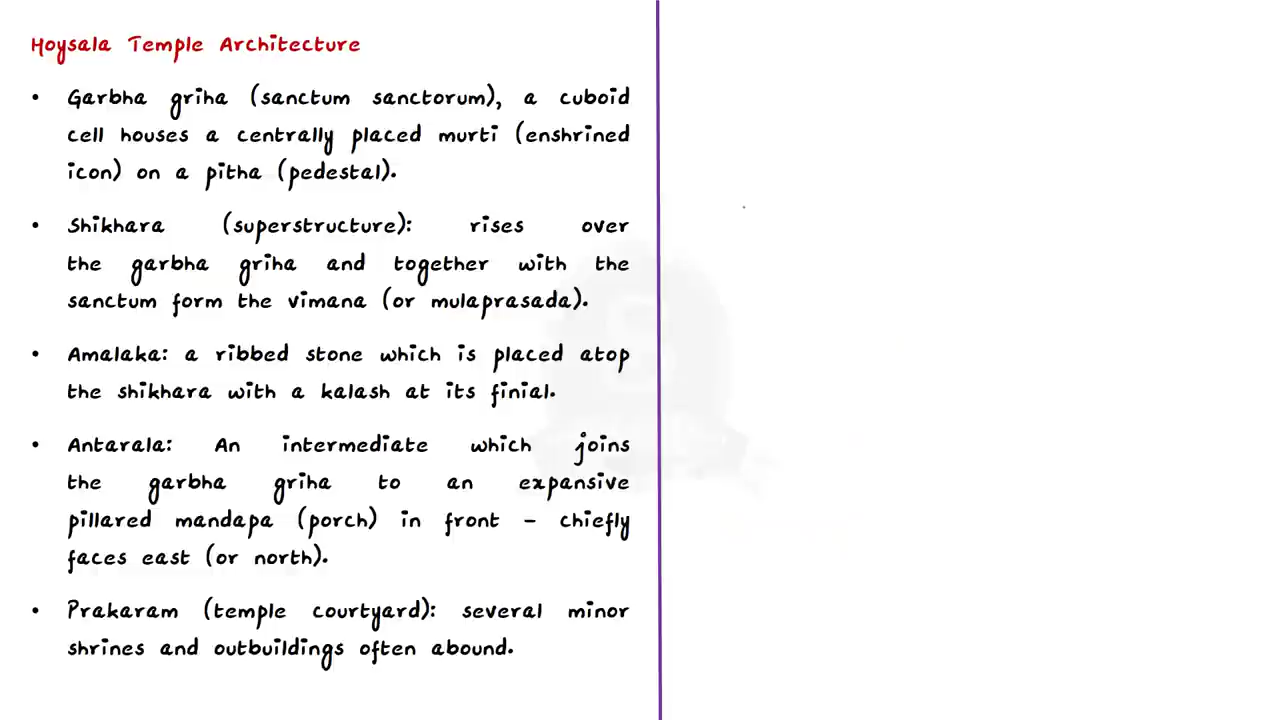 Hoysala Temple Architecture
• Garbha griha (sanctum sanctorum), a cuboid
cell houses a centrally placed murti (enshrined
icon) on a pitha (pedestal).
• Shikhara (superstructure): rises over
the garbha griha and together with the
sanctum form the vimana (or mulaprasada).
• Amalaka: a ribbed stone which is placed atop
the shikhara with a kalash at its finial.
• Antarala: An intermediate which joins
the garbha griha to an expansive
pillared mandapa (porch) in front - chiefly
faces east (or north).
• Prakaram (temple courtyard): several minor
shrines and outbuildings often abound.